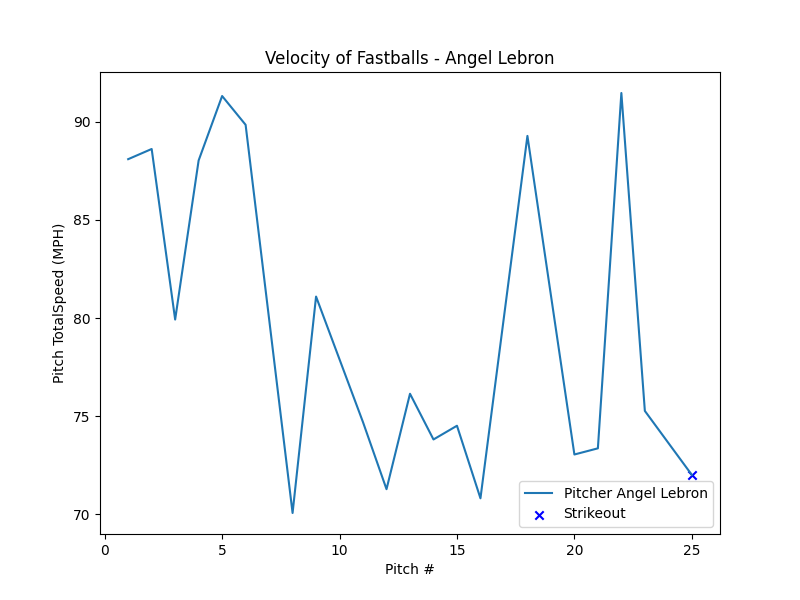 Velocity of Fastballs - Angel Lebron
90
85
80
75
70
Pitch TotalSpeed (MPH)
0 5 10 15 20 25
Pitch #
Pitcher Angel Lebron
Strikeout